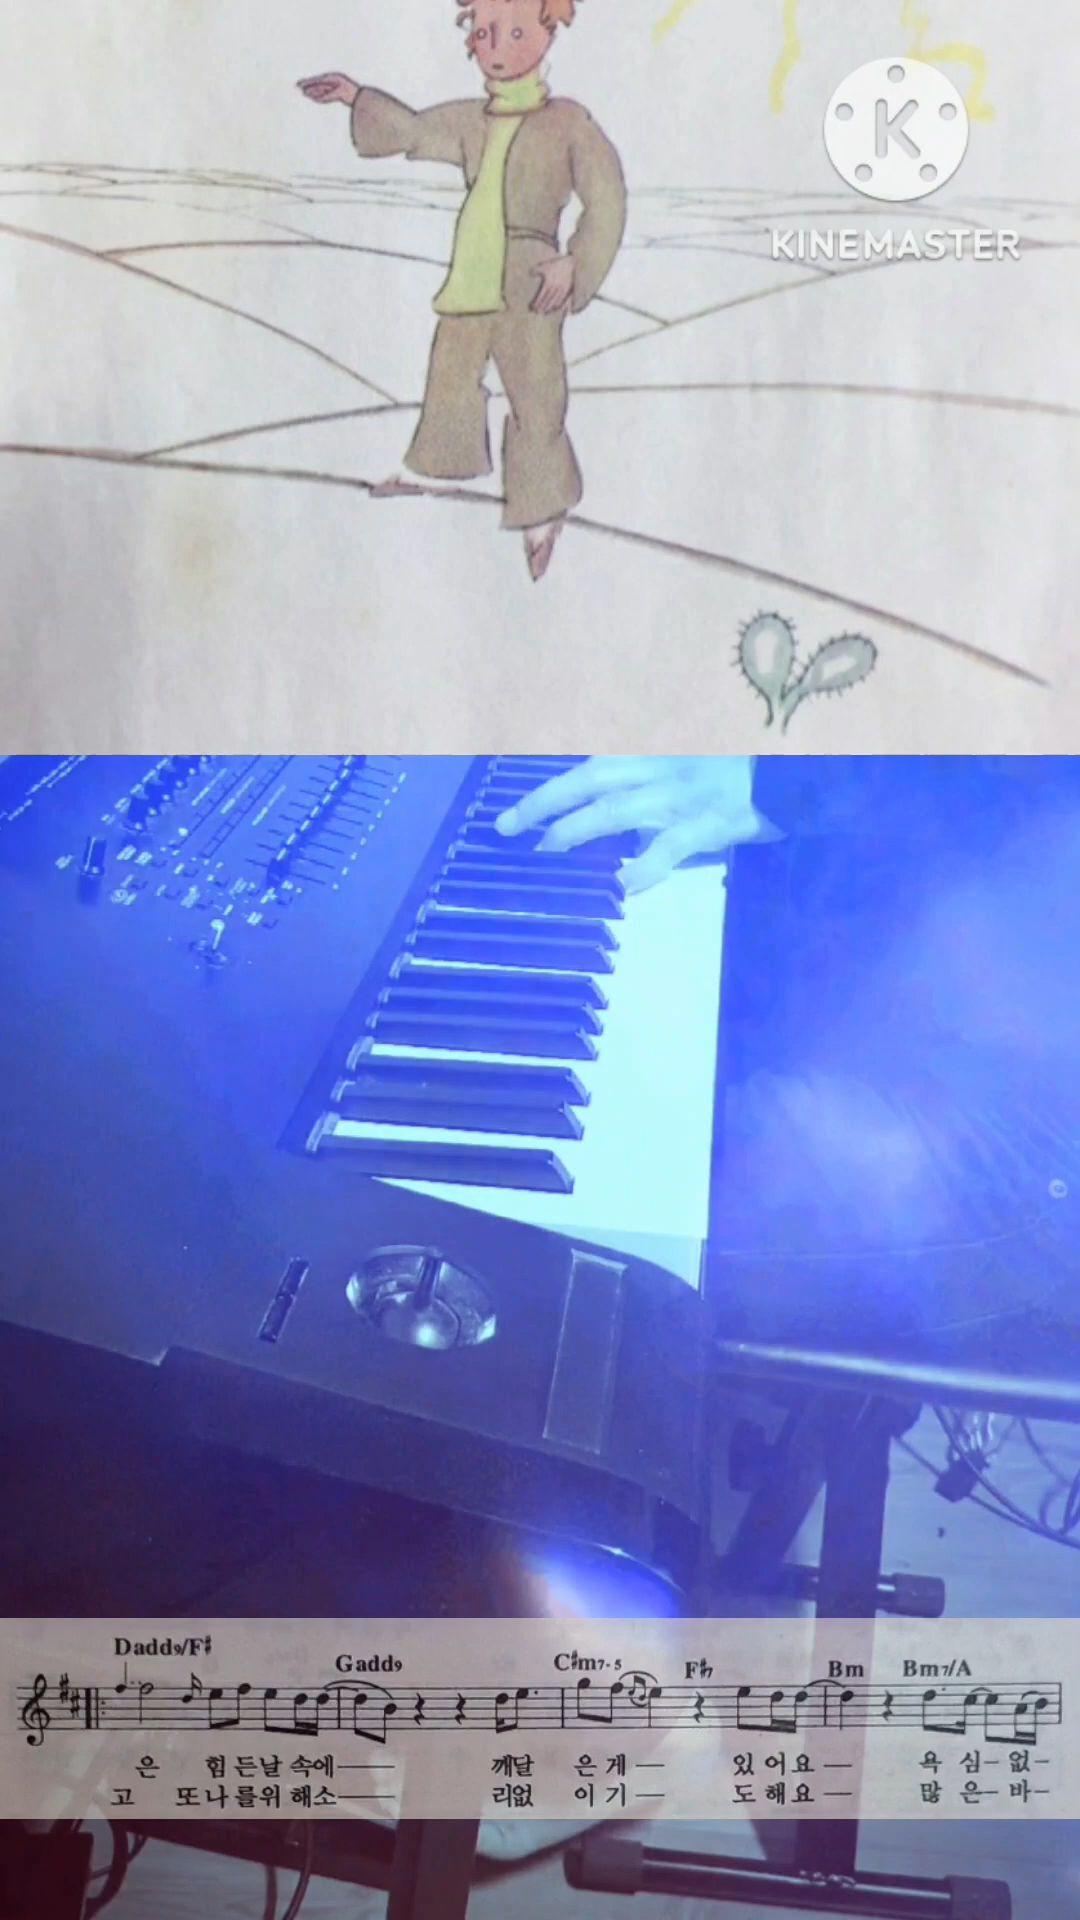 K
KINEMASTER
Dadd9/F# Gadd9 C#m7-5 F#7 Bm Bm7/A
은 힘든날 속에 깨달 은게 있어요 욕 심 없
고 또나를위 해소 리없 이기 도해요 많 은 바